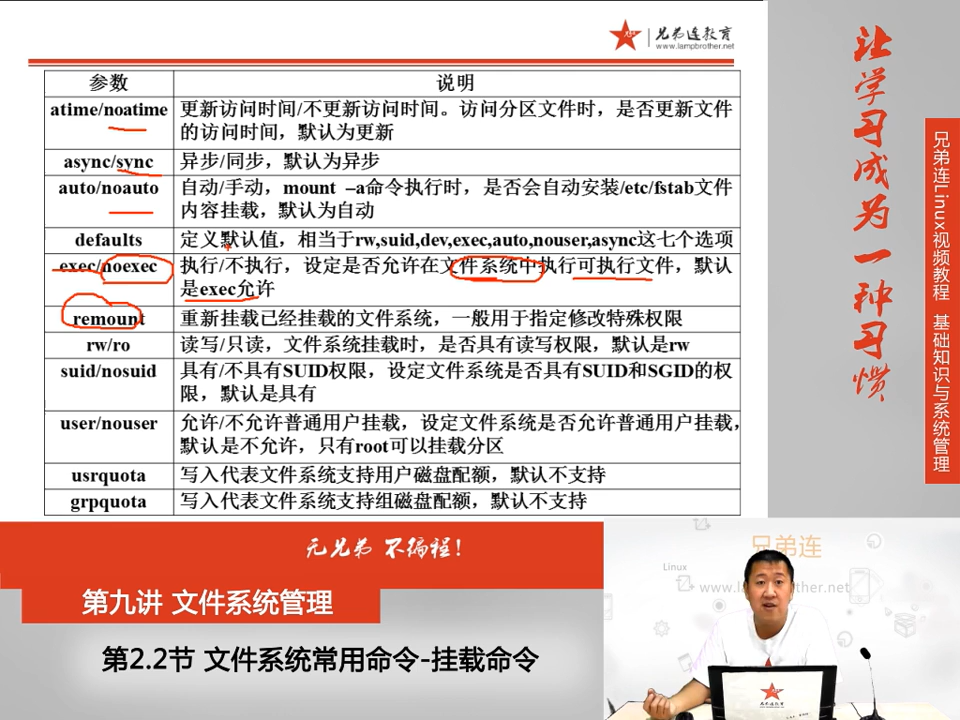 兄弟连教育
www.lampbrother.net
参数 说明
atime/noatime 更新访问时间/不更新访问时间。访问分区文件时，是否更新文件
的访问时间，默认为更新
async/sync 异步/同步，默认为异步
auto/noauto 自动/手动，mount –a命令执行时，是否会自动安装/etc/fstab文件
内容挂载，默认为自动
defaults 定义默认值，相当于rw,suid,dev,exec,auto,nouser,async这七个选项
exec/noexec 执行/不执行，设定是否允许在文件系统中执行可执行文件，默认
是exec允许
remount 重新挂载已经挂载的文件系统，一般用于指定修改特殊权限
rw/ro 读写/只读，文件系统挂载时，是否具有读写权限，默认是rw
suid/nosuid 具有/不具有SUID权限，设定文件系统是否具有SUID和SGID的权
限，默认是具有
user/nouser 允许/不允许普通用户挂载，设定文件系统是否允许普通用户挂载，
默认是不允许，只有root可以挂载分区
usrquota 写入代表文件系统支持用户磁盘配额，默认不支持
grpquota 写入代表文件系统支持组磁盘配额，默认不支持
让学习成为一种习惯
兄弟连Linux视频教程 基础知识与系统管理
无兄弟 不编程！
第九讲 文件系统管理
第2.2节 文件系统常用命令-挂载命令
兄弟连
Linux
www.lampbrother.net
兄弟连教育